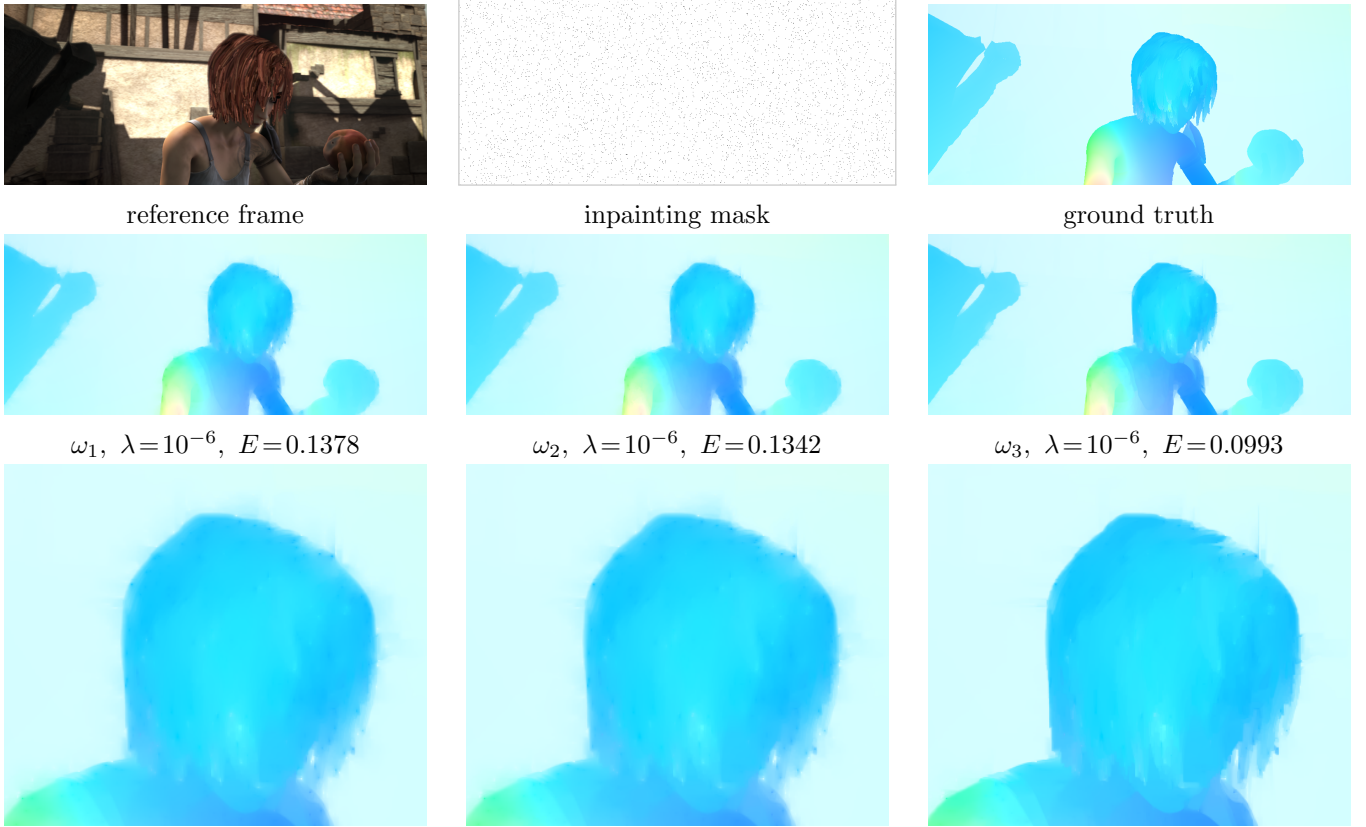 reference frame
inpainting mask
ground truth
ω₁, λ=10⁻⁶, E=0.1378
ω₂, λ=10⁻⁶, E=0.1342
ω₃, λ=10⁻⁶, E=0.0993